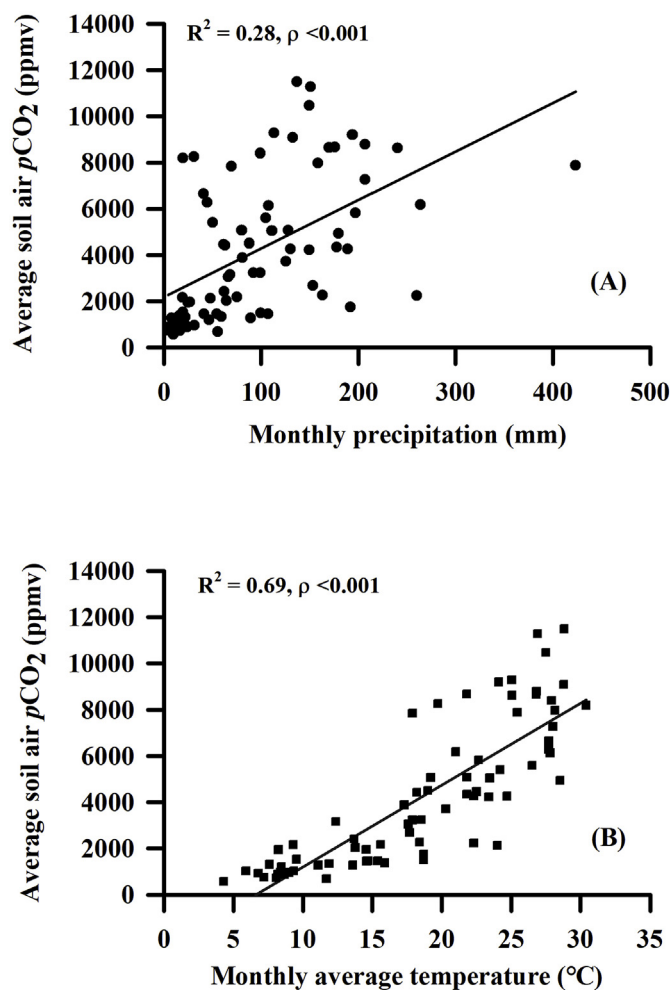 R² = 0.28, ρ <0.001
14000
12000
10000
8000
6000
4000
2000
0
Average soil air pCO₂ (ppmv)
(A)
0 100 200 300 400 500
Monthly precipitation (mm)
R² = 0.69, ρ <0.001
14000
12000
10000
8000
6000
4000
2000
0
Average soil air pCO₂ (ppmv)
(B)
0 5 10 15 20 25 30 35
Monthly average temperature (°C)